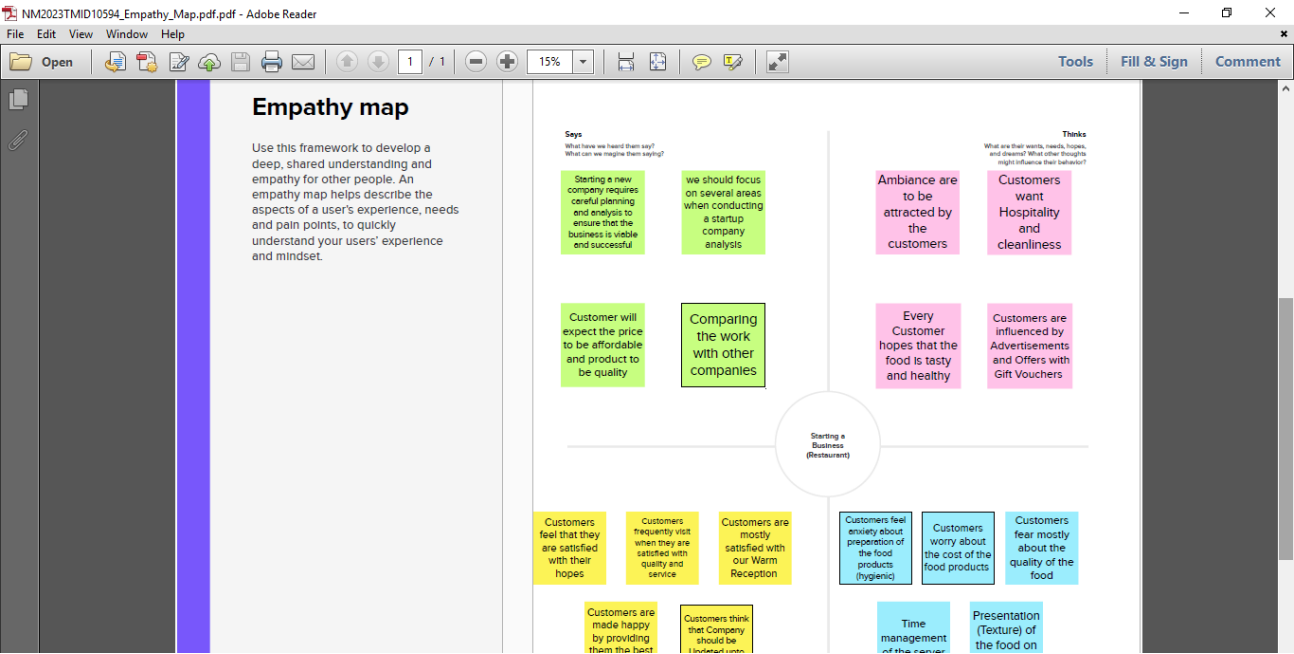 NM2023TMID10594_Empathy_Map.pdf.pdf - Adobe Reader
File Edit View Window Help
Open
1 / 1
15%
Tools Fill & Sign Comment
Empathy map
Use this framework to develop a
deep, shared understanding and
empathy for other people. An
empathy map helps describe the
aspects of a user's experience, needs
and pain points, to quickly
understand your users' experience
and mindset.
Says
What have we heard them say?
What can we magine them saying?
Thinks
What are their wants, needs, hopes,
and dreams? What other thoughts
might influence their behavior?
Starting a new
company requires
careful planning
and analysis to
ensure that the
business is viable
and successful
we should focus
on several areas
when conducting
a startup
company
analysis
Ambiance are
to be
attracted by
the
customers
Customers
want
Hospitality
and
cleanliness
Customer will
expect the price
to be affordable
and product to
be quality
Comparing
the work
with other
companies
Every
Customer
hopes that the
food is tasty
and healthy
Customers are
influenced by
Advertisements
and Offers with
Gift Vouchers
Starting a
Business
(Restaurant)
Customers
feel that they
are satisfied
with their
hopes
Customers
frequently visit
when they are
satisfied with
quality and
service
Customers are
mostly
satisfied with
our Warm
Reception
Customers feel
anxiety about
preparation of
the food
products
(hygienic)
Customers
worry about
the cost of the
food products
Customers
fear mostly
about the
quality of the
food
Customers are
made happy
by providing
them the best
Customers think
that Company
should be
Updated upto
Time
management
of the server
Presentation
(Texture) of
the food on